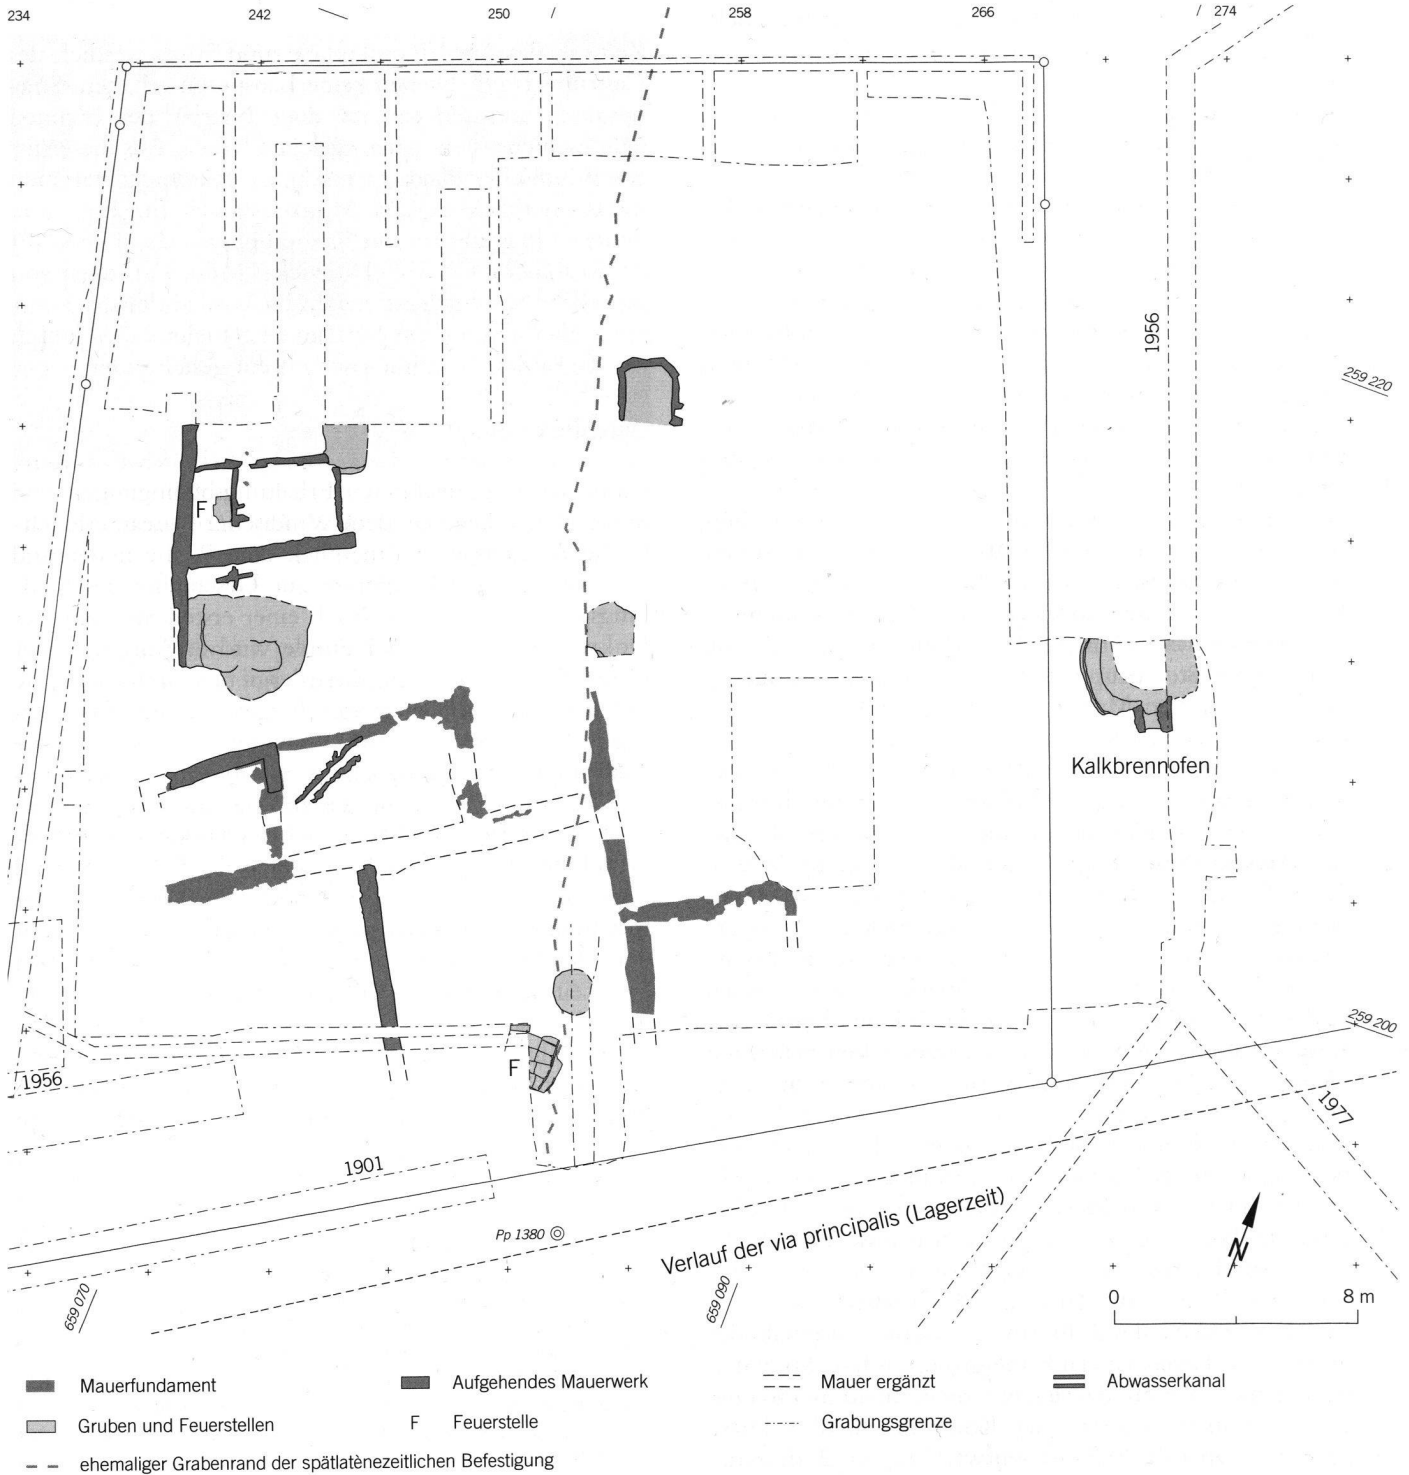 234 242 250 258 266 274
1956
259 220
F
Kalkbrennofen
259 200
F
1956
1977
1901
Pp 1380
Verlauf der via principalis (Lagerzeit)
N
659 070
659 090
0 8 m
Mauerfundament Aufgehendes Mauerwerk Mauer ergänzt Abwasserkanal
Gruben und Feuerstellen F Feuerstelle Grabungsgrenze
ehemaliger Grabenrand der spätlatènezeitlichen Befestigung